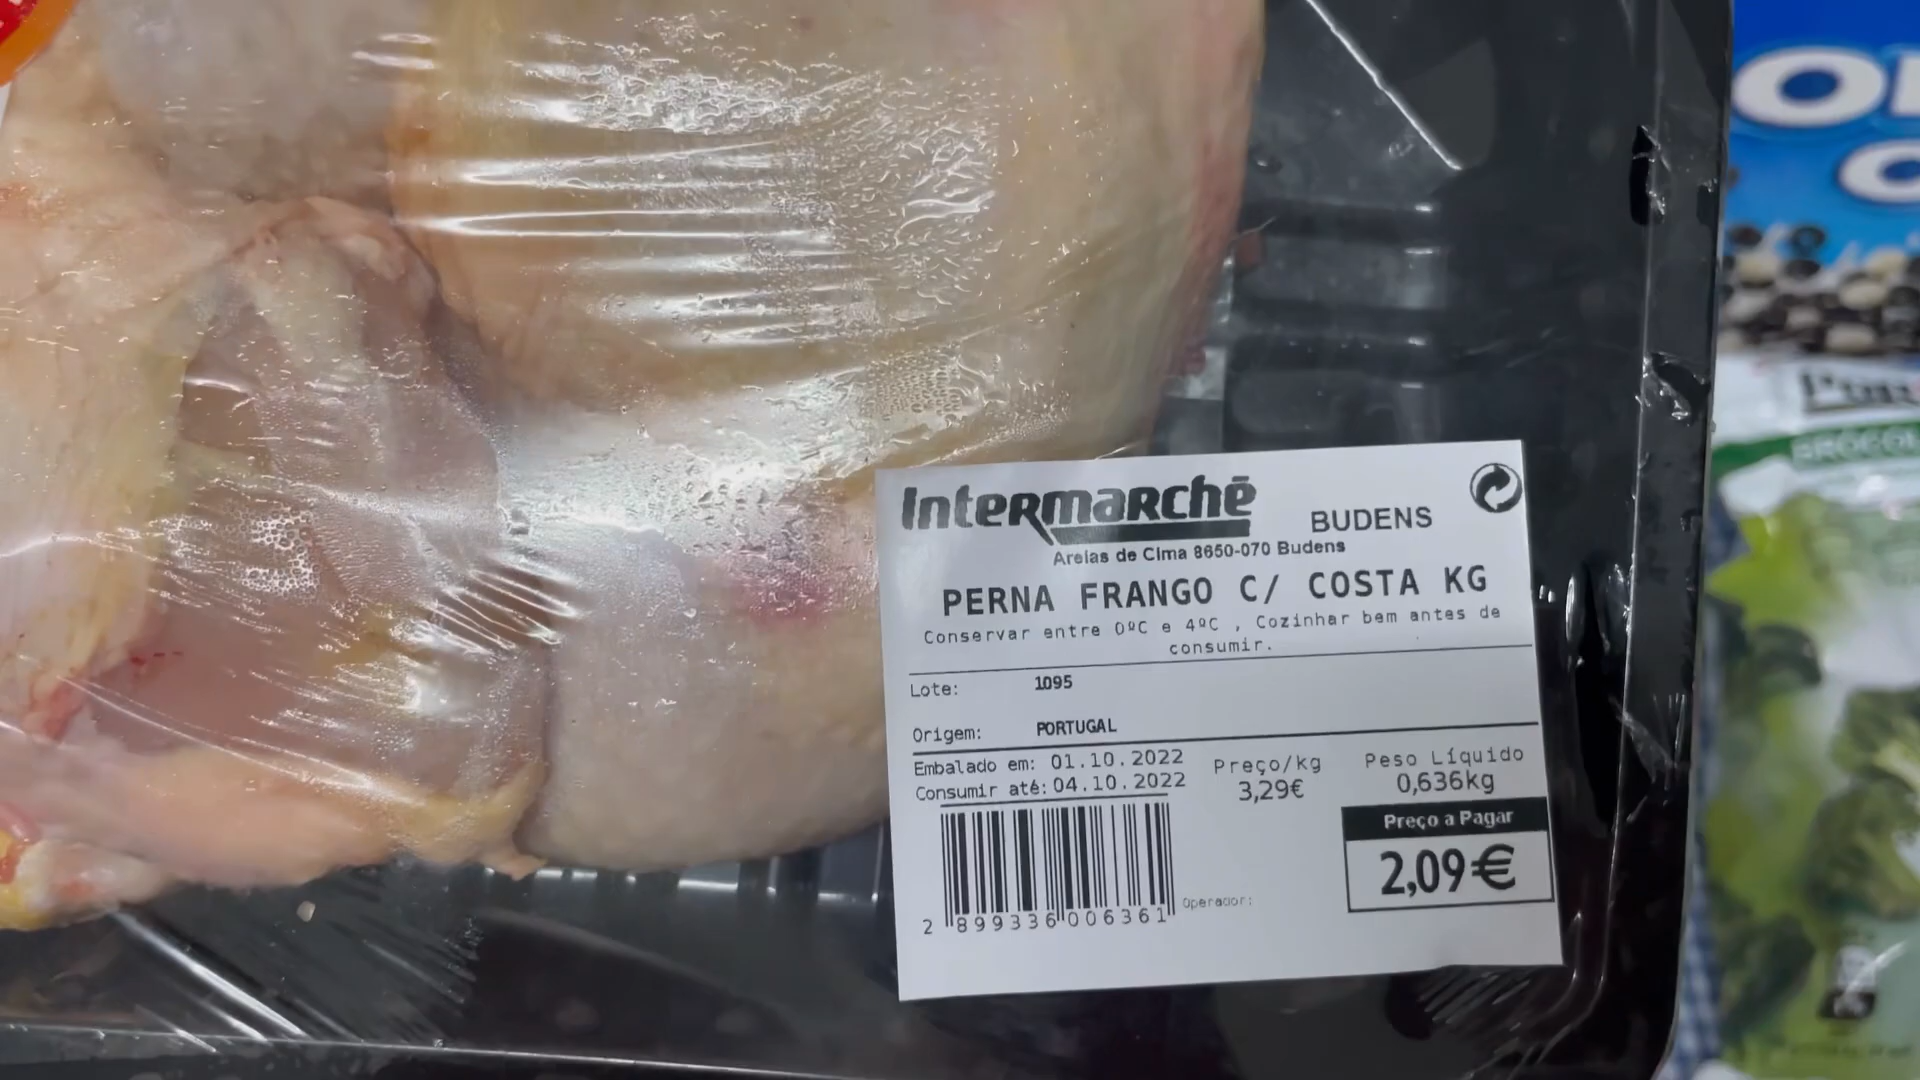 Intermarchē
BUDENS
Areias de Cima 8650-070 Budens
PERNA FRANGO C/ COSTA KG
Conservar entre 0ºC e 4ºC , Cozinhar bem antes de
consumir.
Lote: 1095
Origem: PORTUGAL
Embalado em: 01.10.2022
Consumir até: 04.10.2022
Preço/kg
3,29€
Peso Líquido
0,636kg
Preço a Pagar
2,09€
2 899336 006361
Operador: